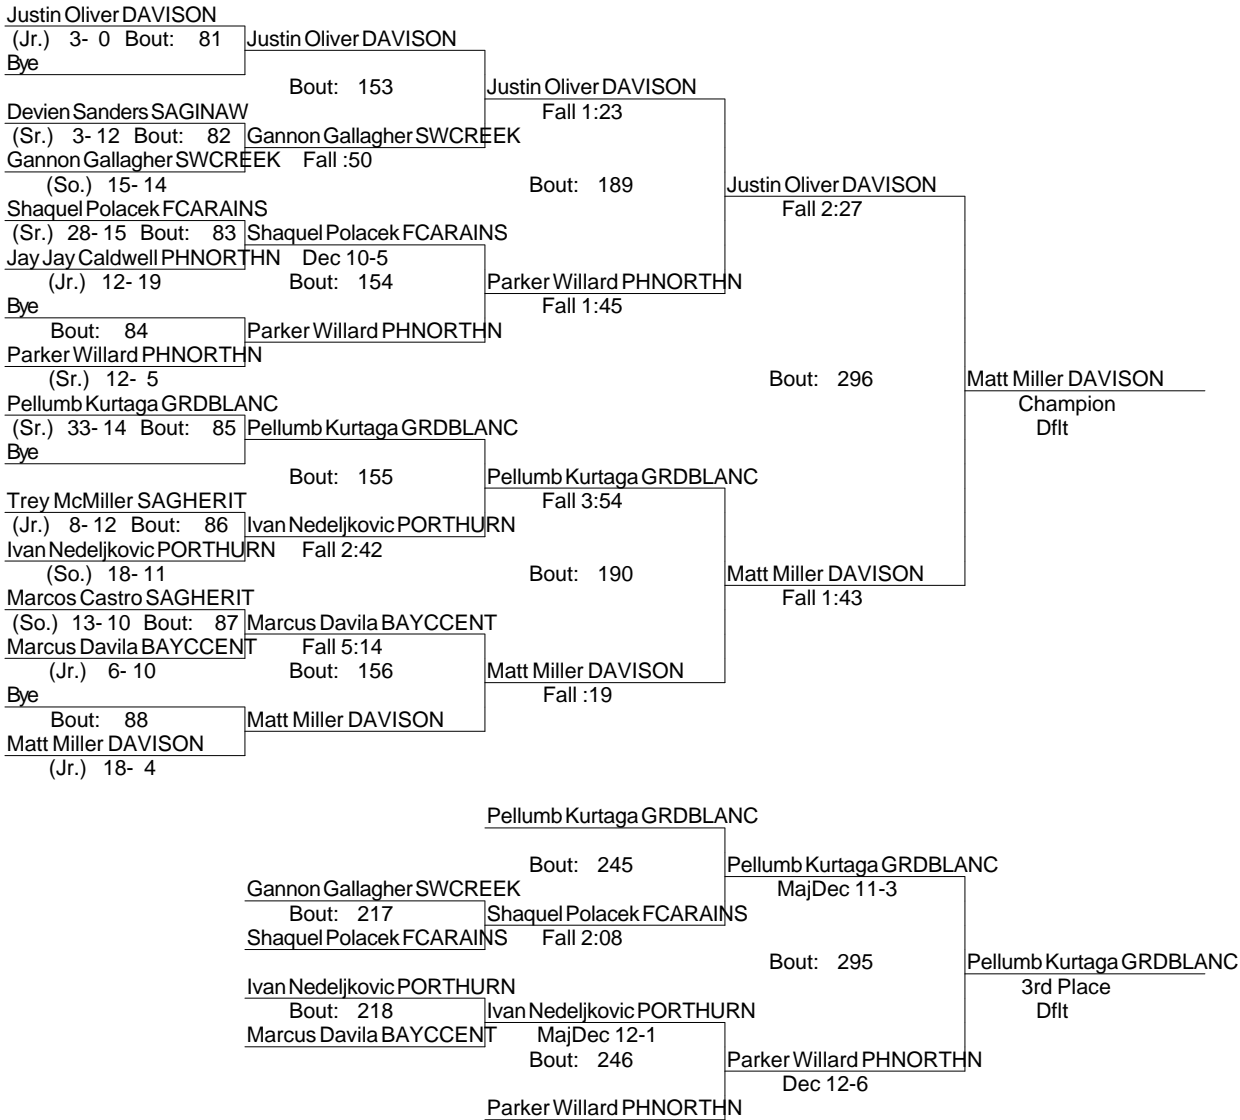 Justin Oliver DAVISON
(Jr.) 3- 0 Bout: 81 Justin Oliver DAVISON
Bye
Bout: 153 Justin Oliver DAVISON
Devien Sanders SAGINAW Fall 1:23
(Sr.) 3- 12 Bout: 82 Gannon Gallagher SWCREEK
Gannon Gallagher SWCREEK Fall :50
(So.) 15- 14 Bout: 189 Justin Oliver DAVISON
Shaquel Polacek FCARAINS Fall 2:27
(Sr.) 28- 15 Bout: 83 Shaquel Polacek FCARAINS
Jay Jay Caldwell PHNORTHN Dec 10-5
(Jr.) 12- 19 Bout: 154 Parker Willard PHNORTHN
Bye Fall 1:45
Bout: 84 Parker Willard PHNORTHN
Parker Willard PHNORTHN
(Sr.) 12- 5 Bout: 296 Matt Miller DAVISON
Pellumb Kurtaga GRDBLANC Champion
(Sr.) 33- 14 Bout: 85 Pellumb Kurtaga GRDBLANC Dflt
Bye
Bout: 155 Pellumb Kurtaga GRDBLANC
Trey McMiller SAGHERIT Fall 3:54
(Jr.) 8- 12 Bout: 86 Ivan Nedeljkovic PORTHURN
Ivan Nedeljkovic PORTHURN Fall 2:42
(So.) 18- 11 Bout: 190 Matt Miller DAVISON
Marcos Castro SAGHERIT Fall 1:43
(So.) 13- 10 Bout: 87 Marcus Davila BAYCCENT
Marcus Davila BAYCCENT Fall 5:14
(Jr.) 6- 10 Bout: 156 Matt Miller DAVISON
Bye Fall :19
Bout: 88 Matt Miller DAVISON
Matt Miller DAVISON
(Jr.) 18- 4
Pellumb Kurtaga GRDBLANC
Bout: 245 Pellumb Kurtaga GRDBLANC
Gannon Gallagher SWCREEK MajDec 11-3
Bout: 217 Shaquel Polacek FCARAINS
Shaquel Polacek FCARAINS Fall 2:08
Bout: 295 Pellumb Kurtaga GRDBLANC
Ivan Nedeljkovic PORTHURN 3rd Place
Bout: 218 Ivan Nedeljkovic PORTHURN Dflt
Marcus Davila BAYCCENT MajDec 12-1
Bout: 246 Parker Willard PHNORTHN
Dec 12-6
Parker Willard PHNORTHN